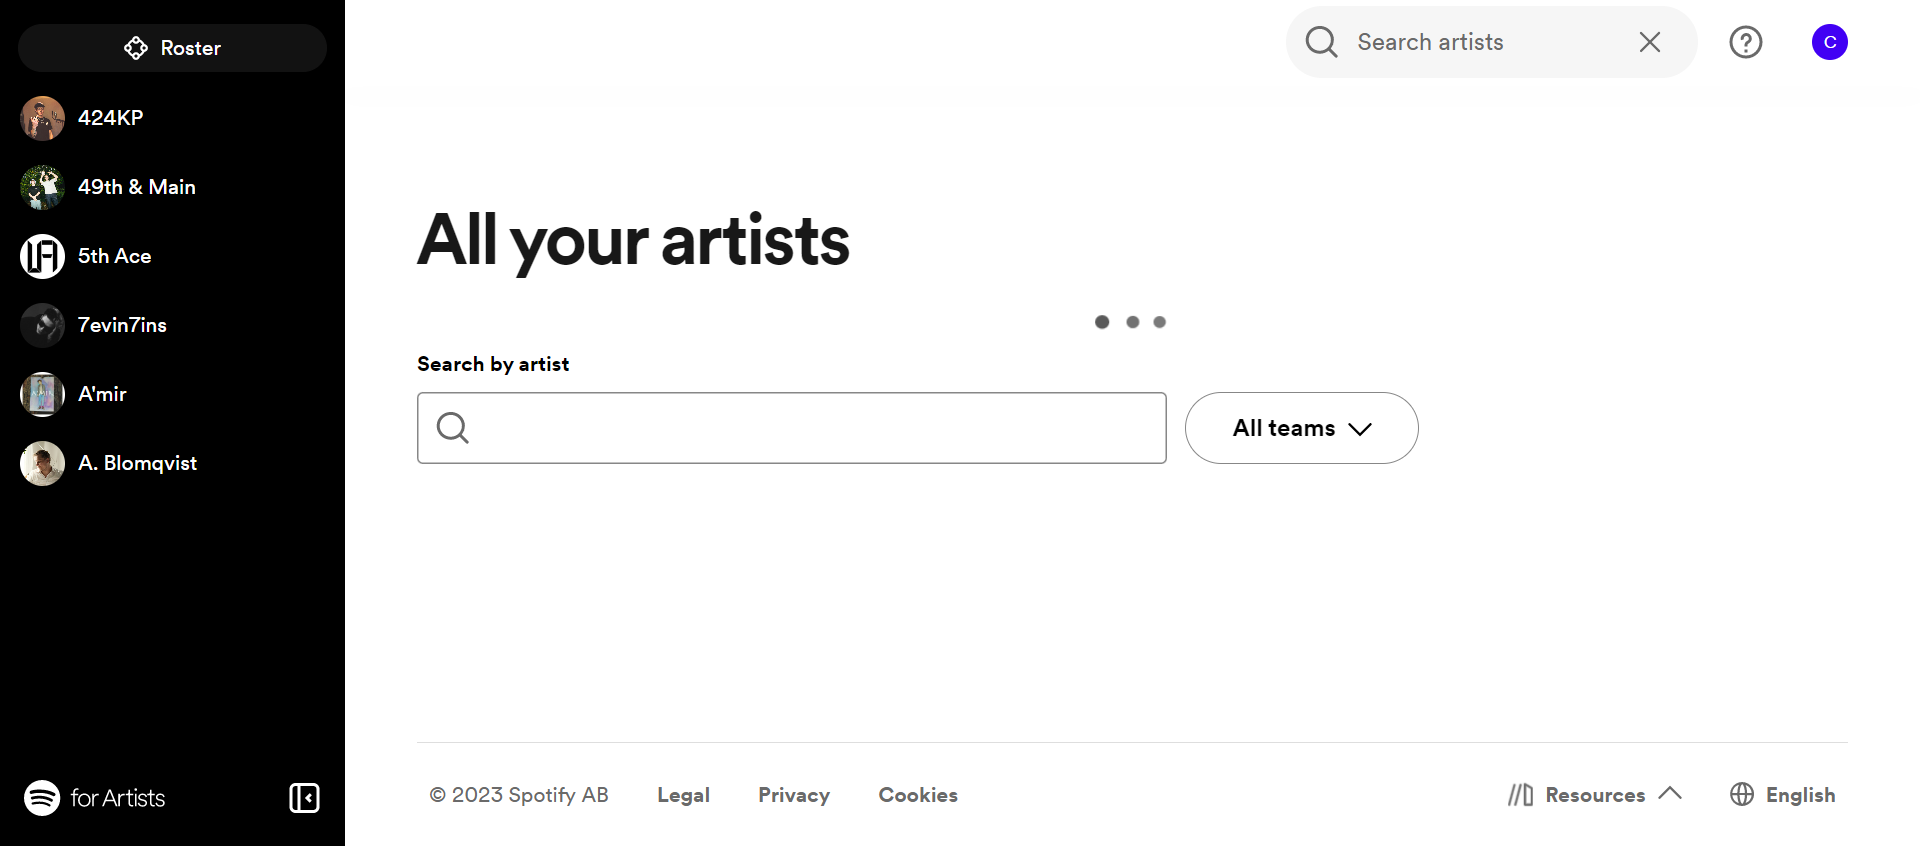 Roster
424KP
49th & Main
5th Ace
7evin7ins
A'mir
A. Blomqvist
for Artists
Search artists
C
All your artists
Search by artist
All teams
© 2023 Spotify AB
Legal
Privacy
Cookies
Resources
English